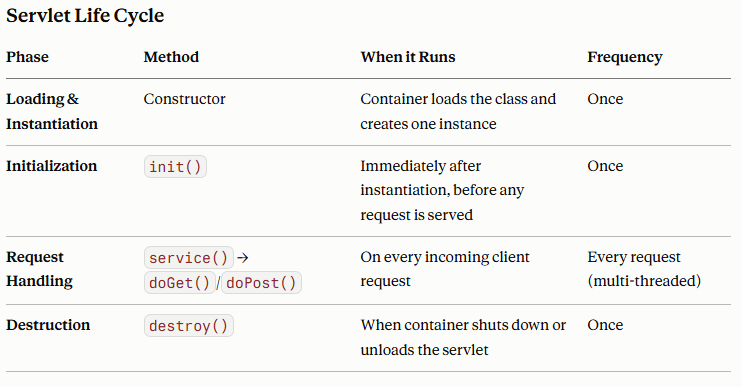 Servlet Life Cycle
Phase Method When it Runs Frequency
Loading & Constructor Container loads the class and Once
Instantiation creates one instance
Initialization init() Immediately after Once
instantiation, before any
request is served
Request service() → On every incoming client Every request
Handling doGet()/doPost() request (multi-threaded)
Destruction destroy() When container shuts down or Once
unloads the servlet